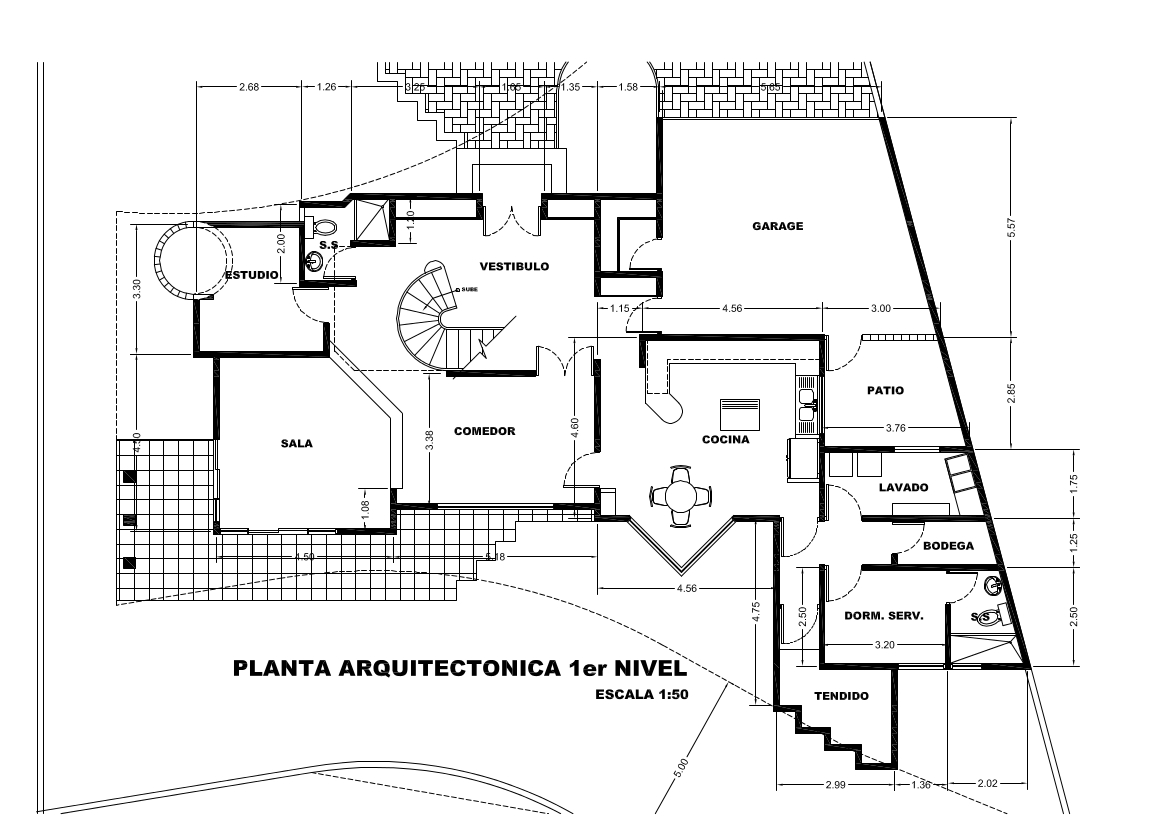 2.68 1.26 3.25 1.85 1.35 1.58 5.85
GARAGE
1.20
2.00
S.S
5.57
VESTIBULO
ESTUDIO
3.30
SUBE
1.15 4.56 3.00
PATIO
2.85
3.76
COMEDOR
3.38
4.60
COCINA
SALA
4.50
LAVADO
1.75
1.08
BODEGA
1.25
4.50 5.18
4.56
4.75
2.50
DORM. SERV.
S.S
2.50
3.20
PLANTA ARQUITECTONICA 1er NIVEL
ESCALA 1:50
TENDIDO
5.00
2.99 1.36 2.02